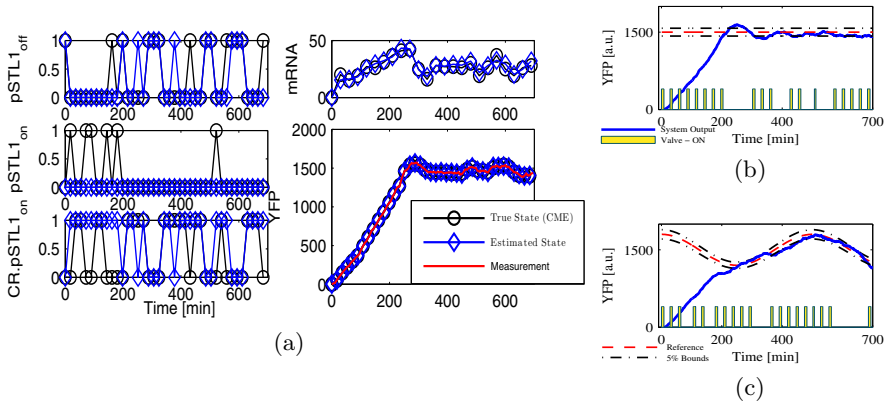 pSTL1off
1
0.5
0
0 200 400 600
pSTL1on
1
0.5
0
0 200 400 600
CR.pSTL1on
1
0.5
0
0 200 400 600
Time [min]
mRNA
50
0
0 200 400 600
YFP
2000
1500
1000
500
0
0 200 400 600
True State (CME)
Estimated State
Measurement
(a)
YFP [a.u.]
1500
0
0 200 400 700
Time [min]
System Output
Valve − ON
(b)
YFP [a.u.]
1500
0
0 200 400 700
Time [min]
Reference
5% Bounds
(c)